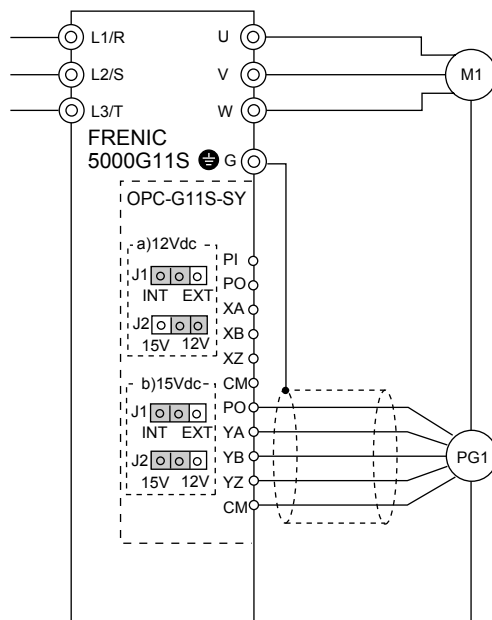 L1/R
U
L2/S
V
M1
L3/T
W
FRENIC
5000G11S
G
OPC-G11S-SY
a)12Vdc
J1
INT EXT
J2
15V 12V
b)15Vdc
J1
INT EXT
J2
15V 12V
PI
PO
XA
XB
XZ
CM
PO
YA
YB
YZ
CM
PG1